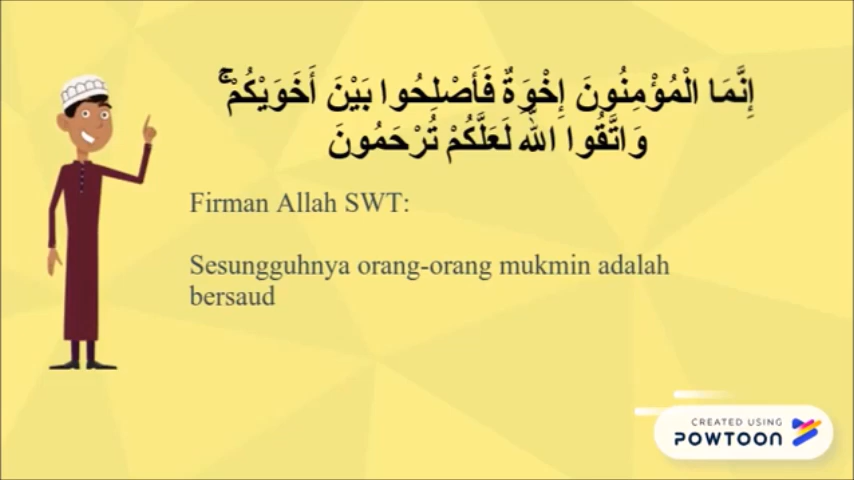 إِنَّمَا الْمُؤْمِنُونَ إِخْوَةٌ فَأَصْلِحُوا بَيْنَ أَخَوَيْكُمْ ۚ
وَاتَّقُوا اللَّهَ لَعَلَّكُمْ تُرْحَمُونَ
Firman Allah SWT:
Sesungguhnya orang-orang mukmin adalah
bersaud
CREATED USING
POWTOON